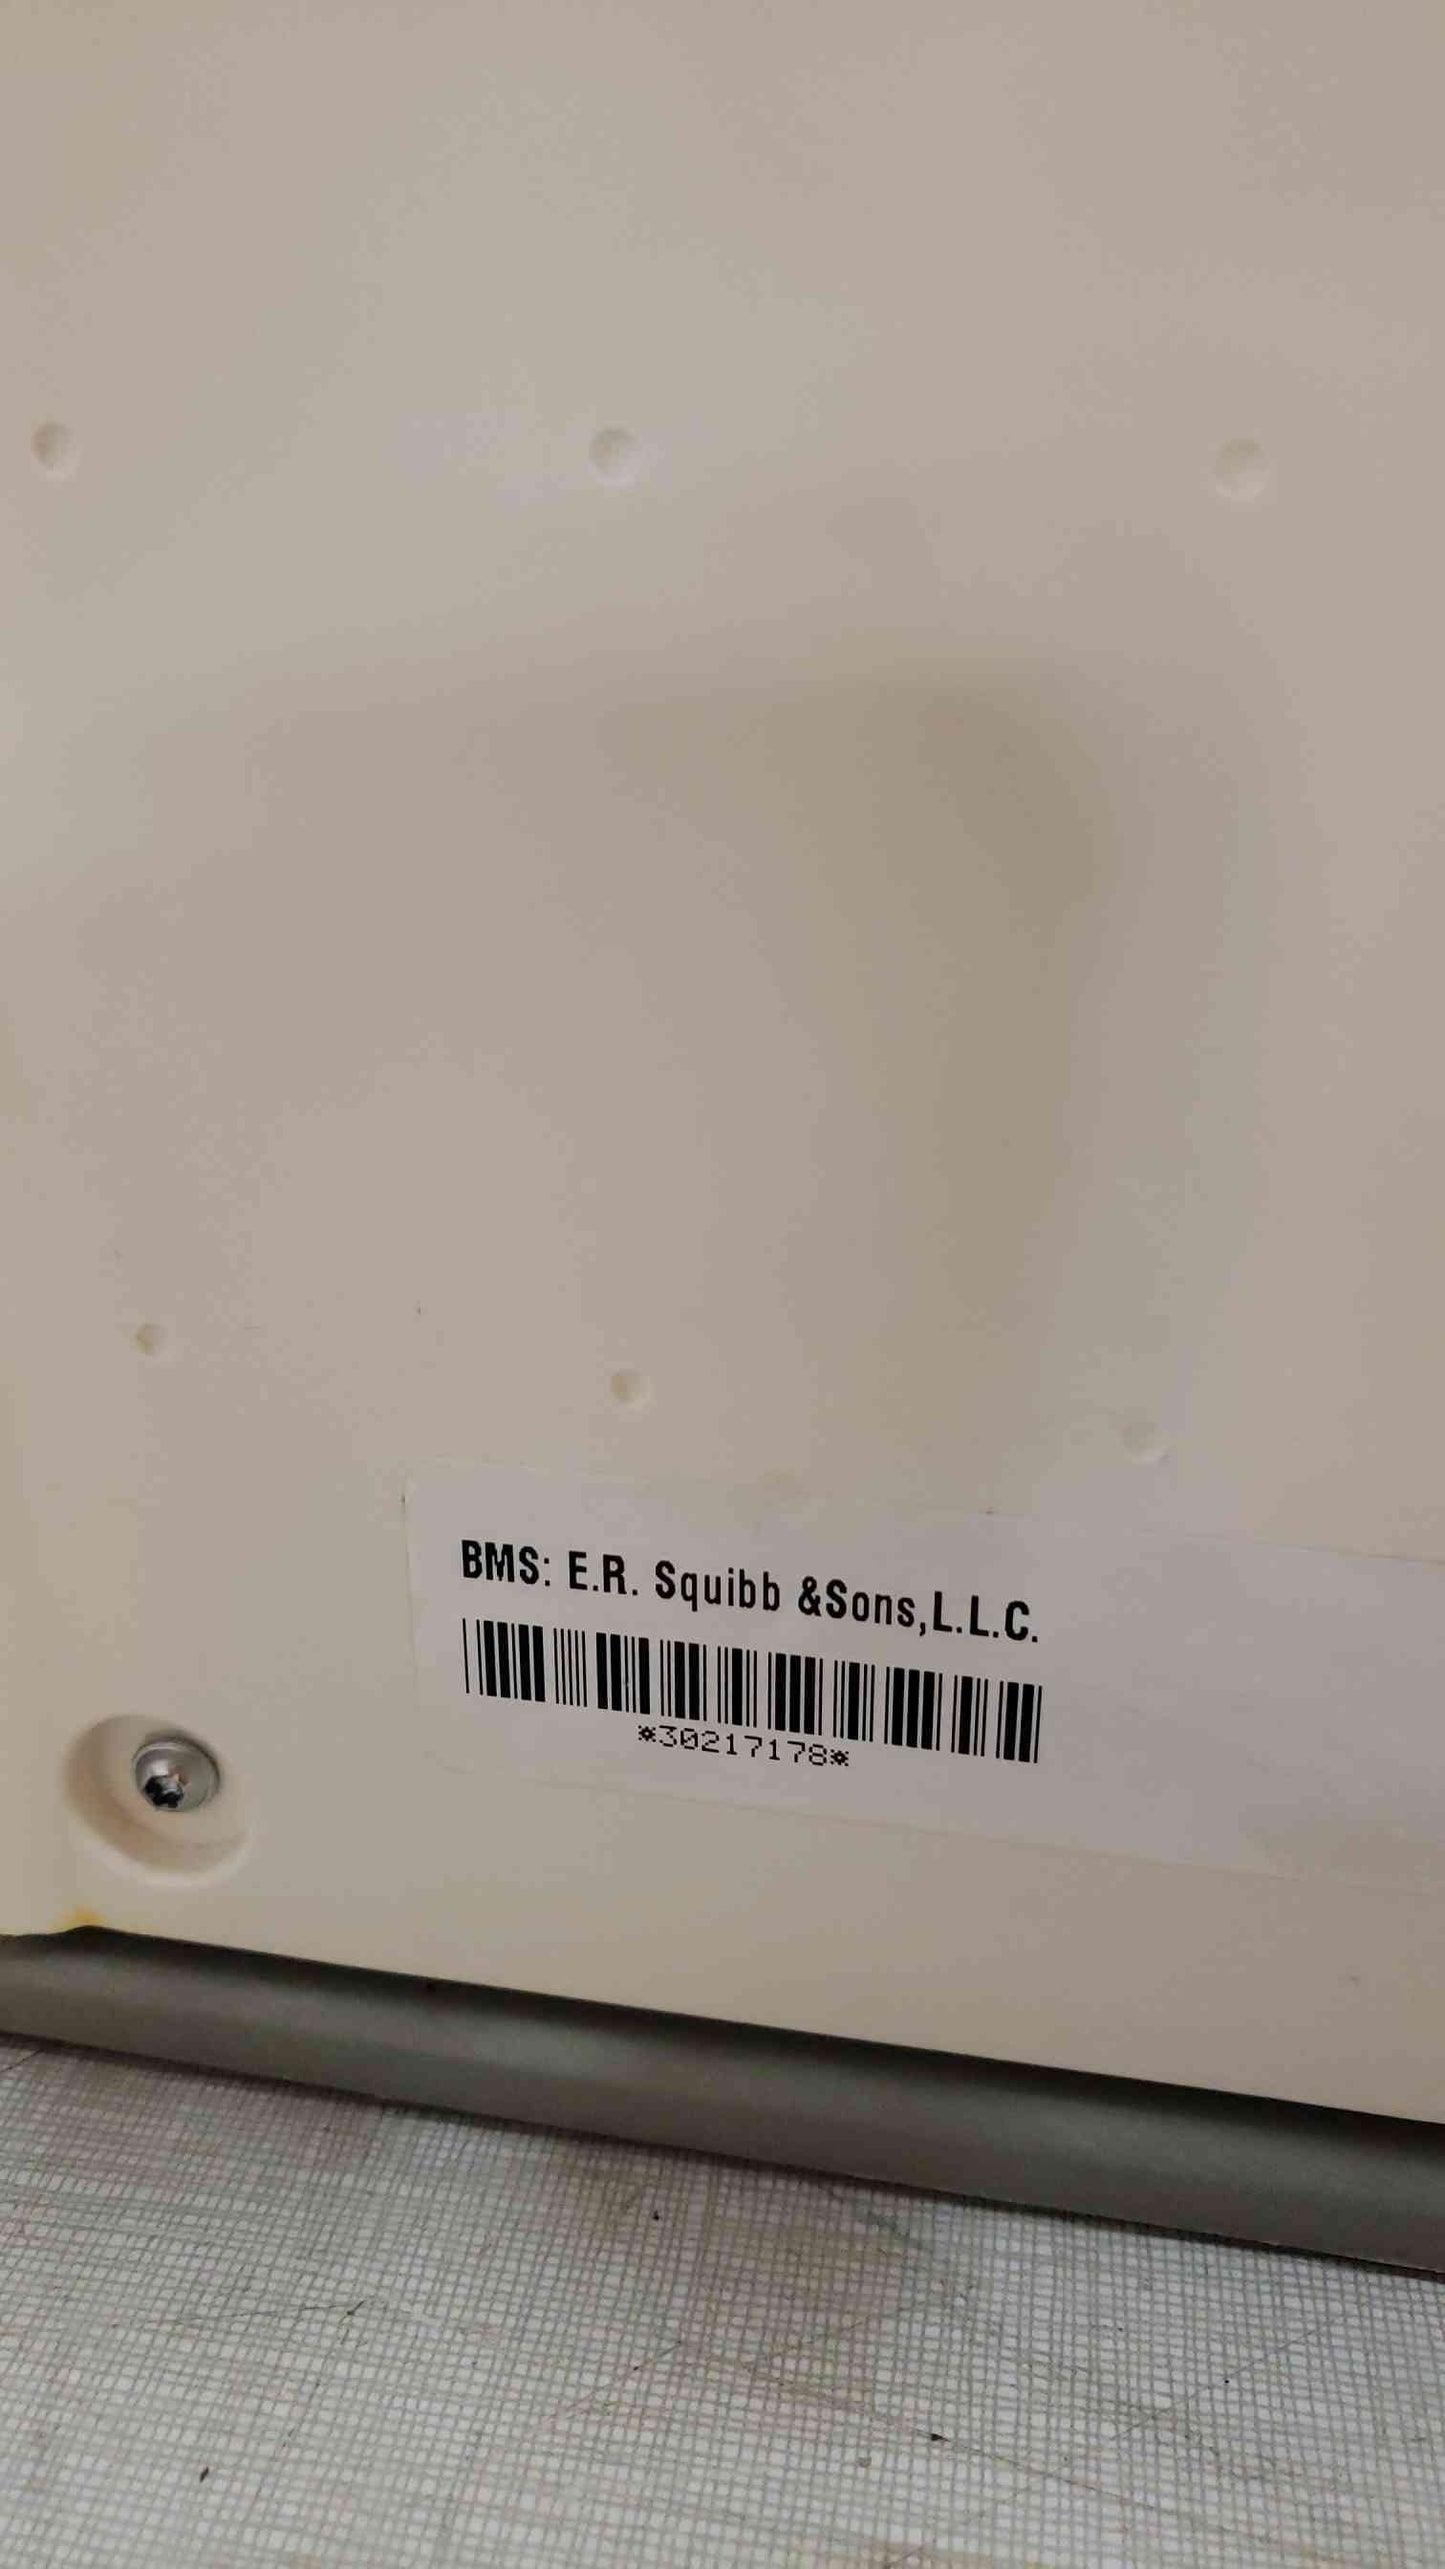 BMS: E.R. Squibb &Sons,L.L.C.
*30217178*